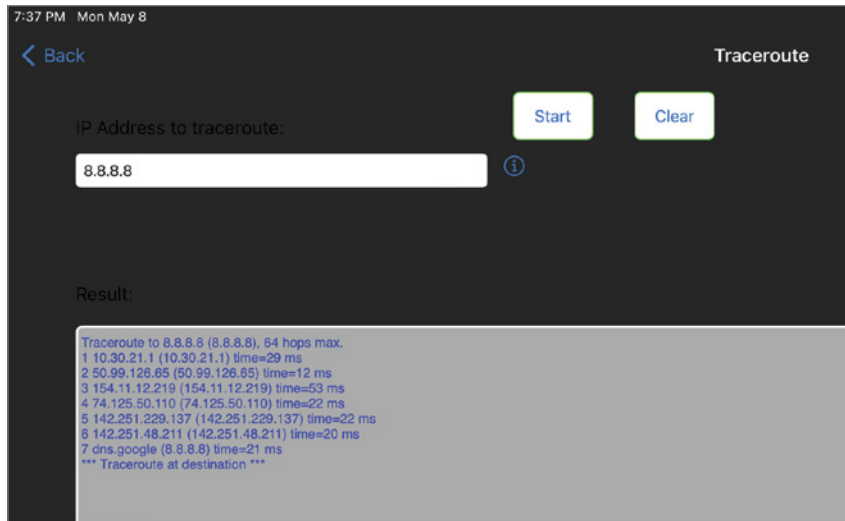 7:37 PM Mon May 8
Back
Traceroute
Start
Clear
IP Address to traceroute:
8.8.8.8
Result:
Traceroute to 8.8.8.8 (8.8.8.8), 64 hops max.
1 10.30.21.1 (10.30.21.1) time=29 ms
2 50.99.126.65 (50.99.126.65) time=12 ms
3 154.11.12.219 (154.11.12.219) time=53 ms
4 74.125.50.110 (74.125.50.110) time=22 ms
5 142.251.229.137 (142.251.229.137) time=22 ms
6 142.251.48.211 (142.251.48.211) time=20 ms
7 dns.google (8.8.8.8) time=21 ms
*** Traceroute at destination ***